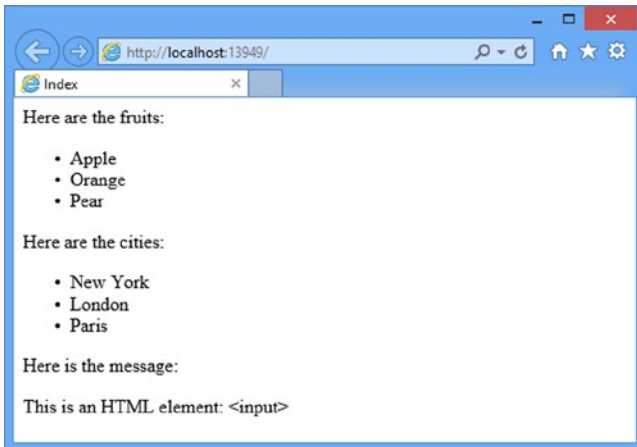 http://localhost:13949/
Index
Here are the fruits:
• Apple
• Orange
• Pear
Here are the cities:
• New York
• London
• Paris
Here is the message:
This is an HTML element: <input>